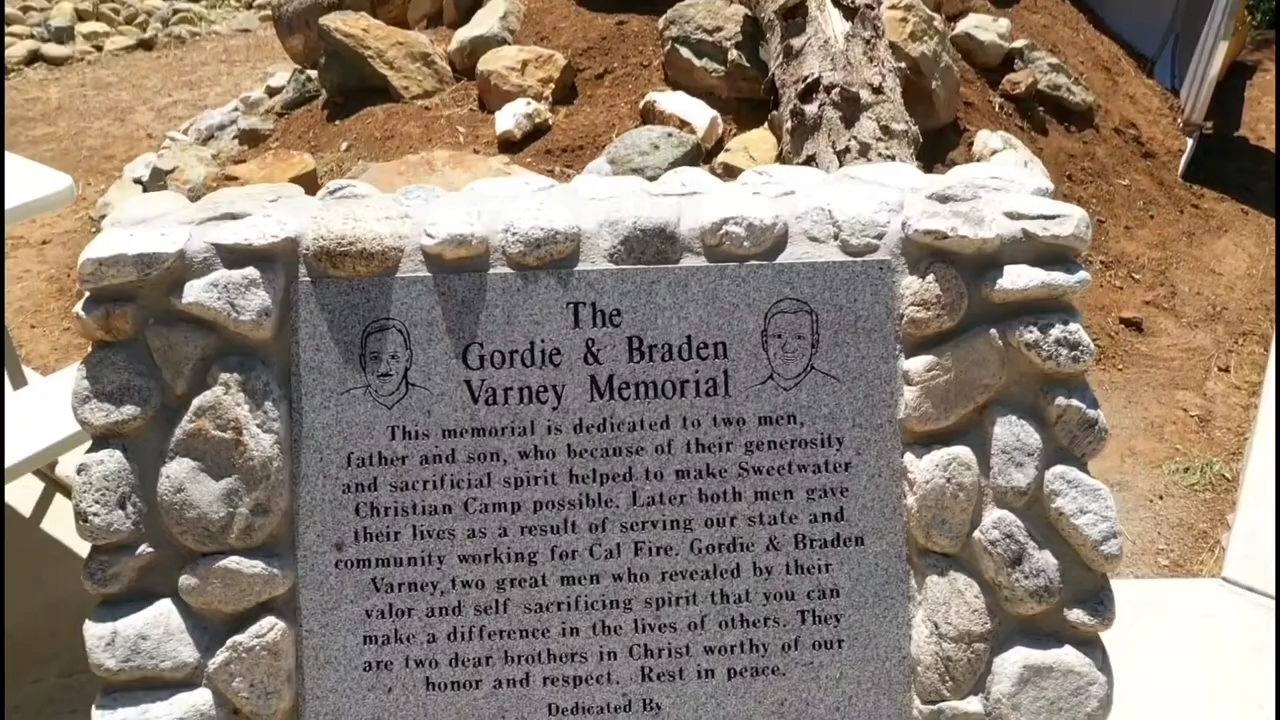 The
Gordie & Braden
Varney Memorial
This memorial is dedicated to two men,
father and son, who because of their generosity
and sacrificial spirit helped to make Sweetwater
Christian Camp possible. Later both men gave
their lives as a result of serving our state and
community working for Cal Fire. Gordie & Braden
Varney, two great men who revealed by their
valor and self sacrificing spirit that you can
make a difference in the lives of others. They
are two dear brothers in Christ worthy of our
honor and respect. Rest in peace.
Dedicated By